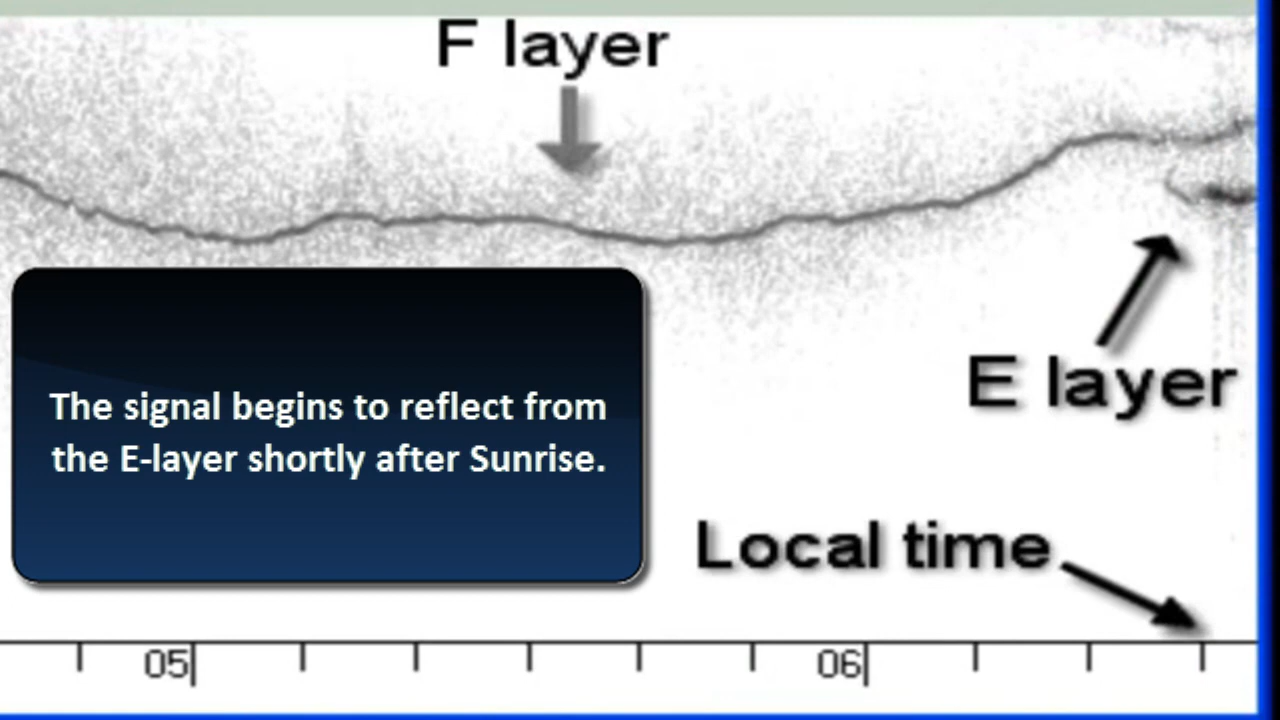 F layer
E layer
The signal begins to reflect from
the E-layer shortly after Sunrise.
Local time
05
06